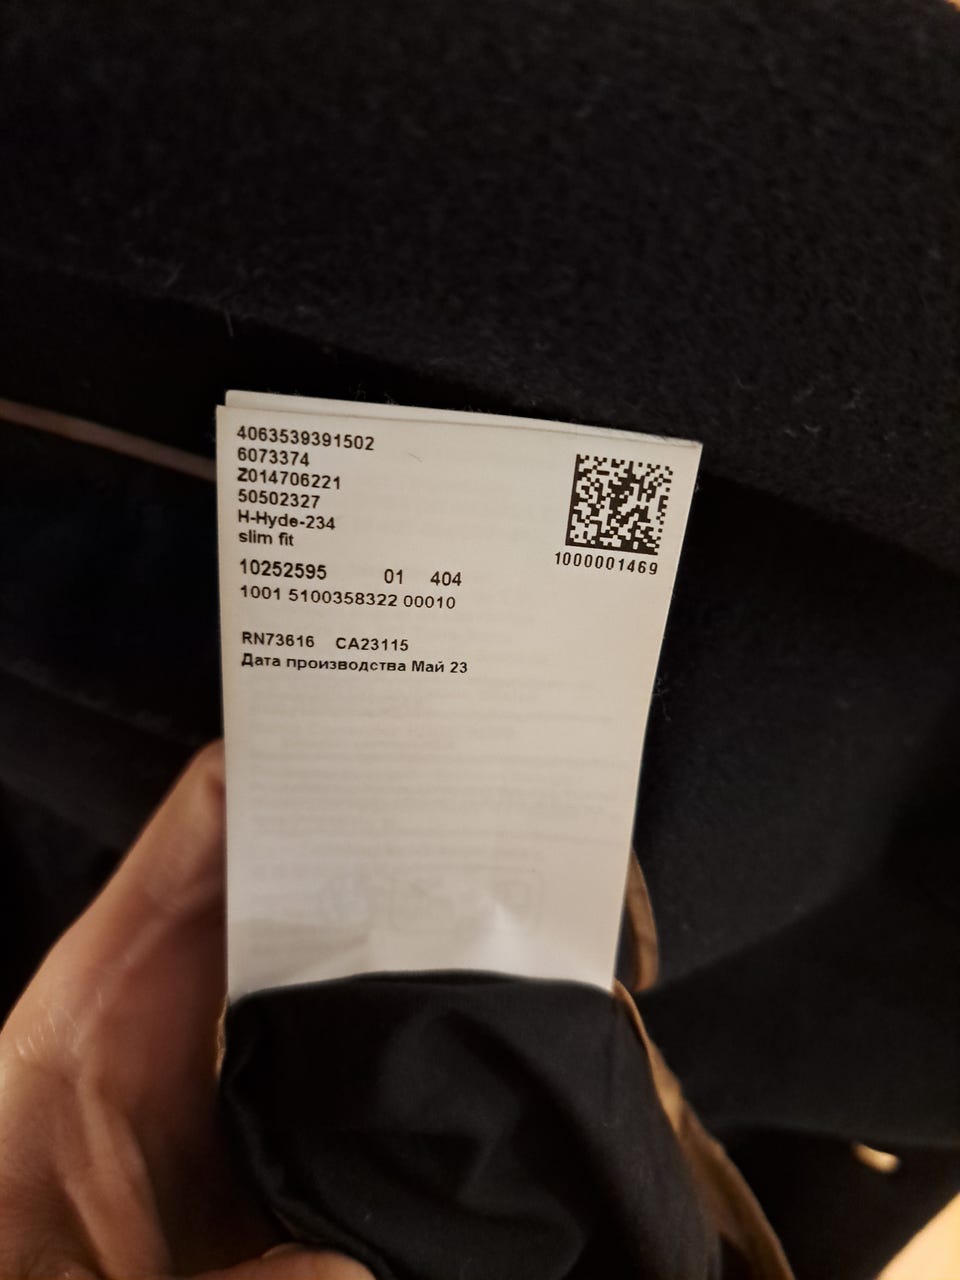 4063539391502
6073374
Z014706221
50502327
H-Hyde-234
slim fit
1000001469
10252595 01 404
1001 5100358322 00010
RN73616 CA23115
Дата производства Май 23